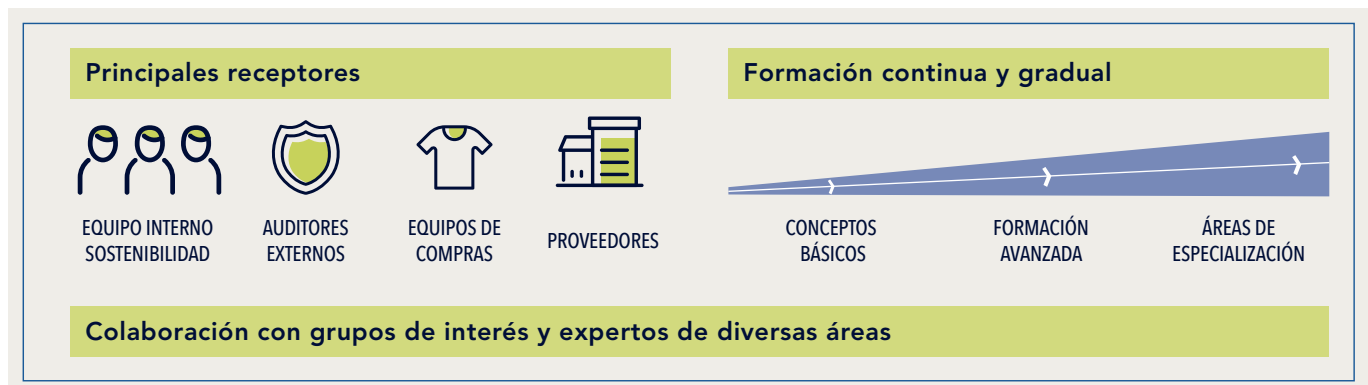 Principales receptores
EQUIPO INTERNO
SOSTENIBILIDAD
AUDITORES
EXTERNOS
EQUIPOS DE
COMPRAS
PROVEEDORES
Formación continua y gradual
CONCEPTOS
BÁSICOS
FORMACIÓN
AVANZADA
ÁREAS DE
ESPECIALIZACIÓN
Colaboración con grupos de interés y expertos de diversas áreas